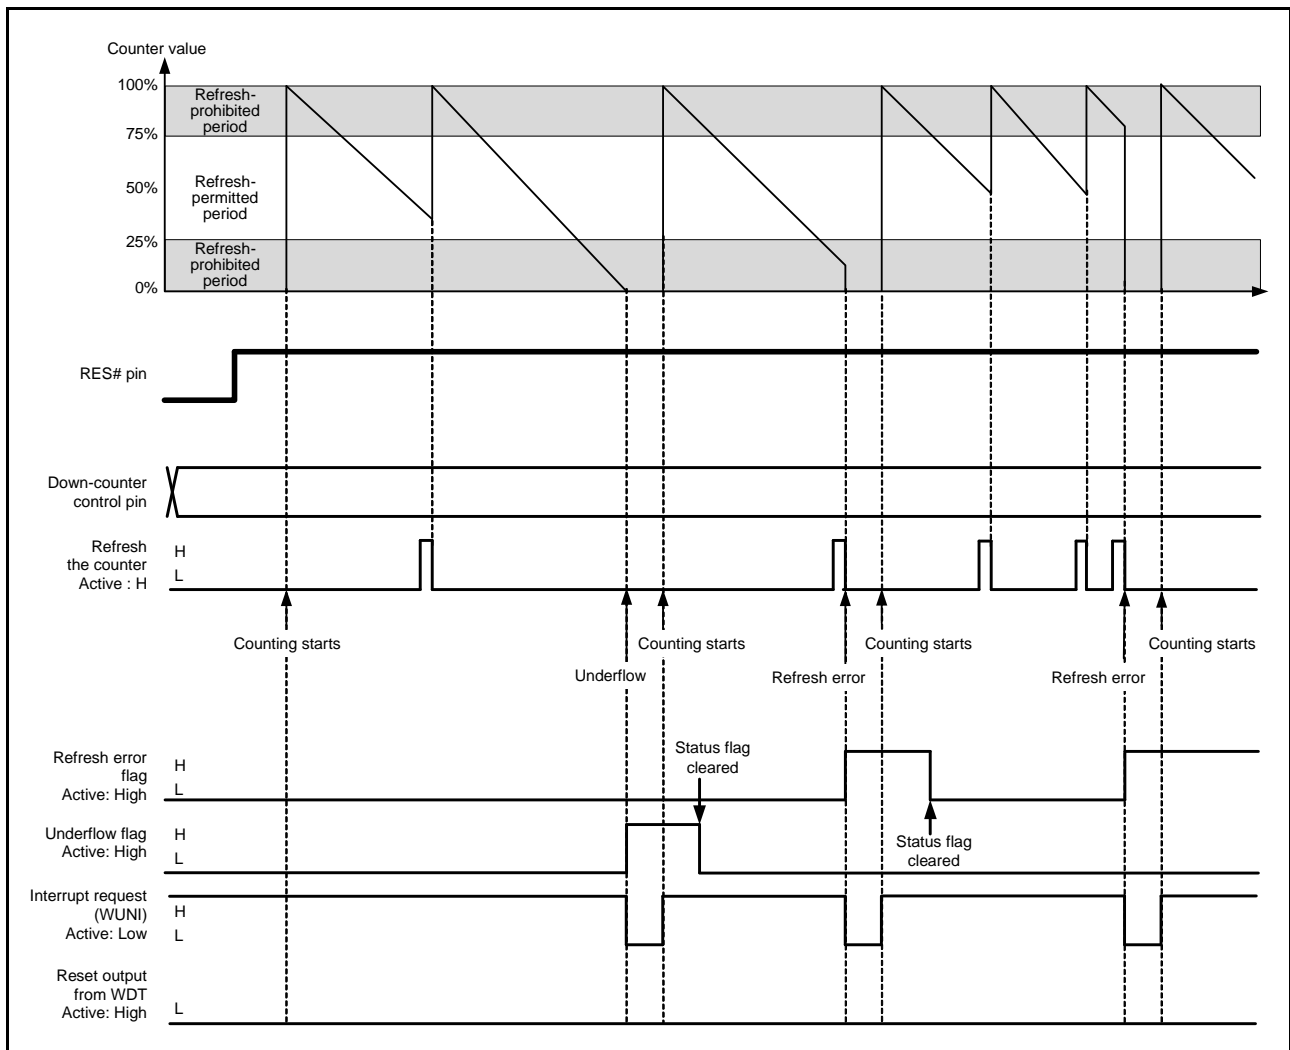 Counter value
100%
Refresh-
prohibited
period
75%
50%
Refresh-
permitted
period
25%
Refresh-
prohibited
period
0%
RES# pin
Down-counter
control pin
Refresh
the counter
Active : H
H
L
Counting starts
Counting starts
Counting starts
Counting starts
Underflow
Refresh error
Refresh error
Refresh error
flag
Active: High
H
L
Status flag
cleared
Status flag
cleared
Underflow flag
Active: High
H
L
Interrupt request
(WUNI)
Active: Low
H
L
Reset output
from WDT
Active: High
L